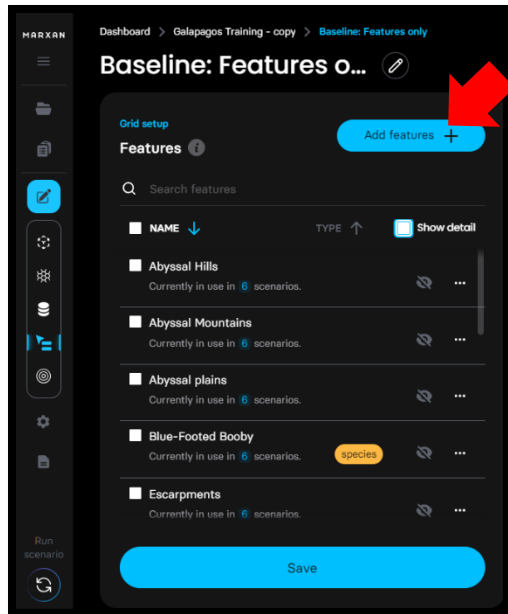 MARXAN
Dashboard > Galapagos Training - copy > Baseline: Features only
Baseline: Features o...
Grid setup
Features i
Add features +
Search features
NAME ↓ TYPE ↑ Show detail
Abyssal Hills
Currently in use in 6 scenarios.
Abyssal Mountains
Currently in use in 6 scenarios.
Abyssal plains
Currently in use in 6 scenarios.
Blue-Footed Booby
Currently in use in 6 scenarios.
species
Escarpments
Currently in use in 6 scenarios.
Run
scenario
Save